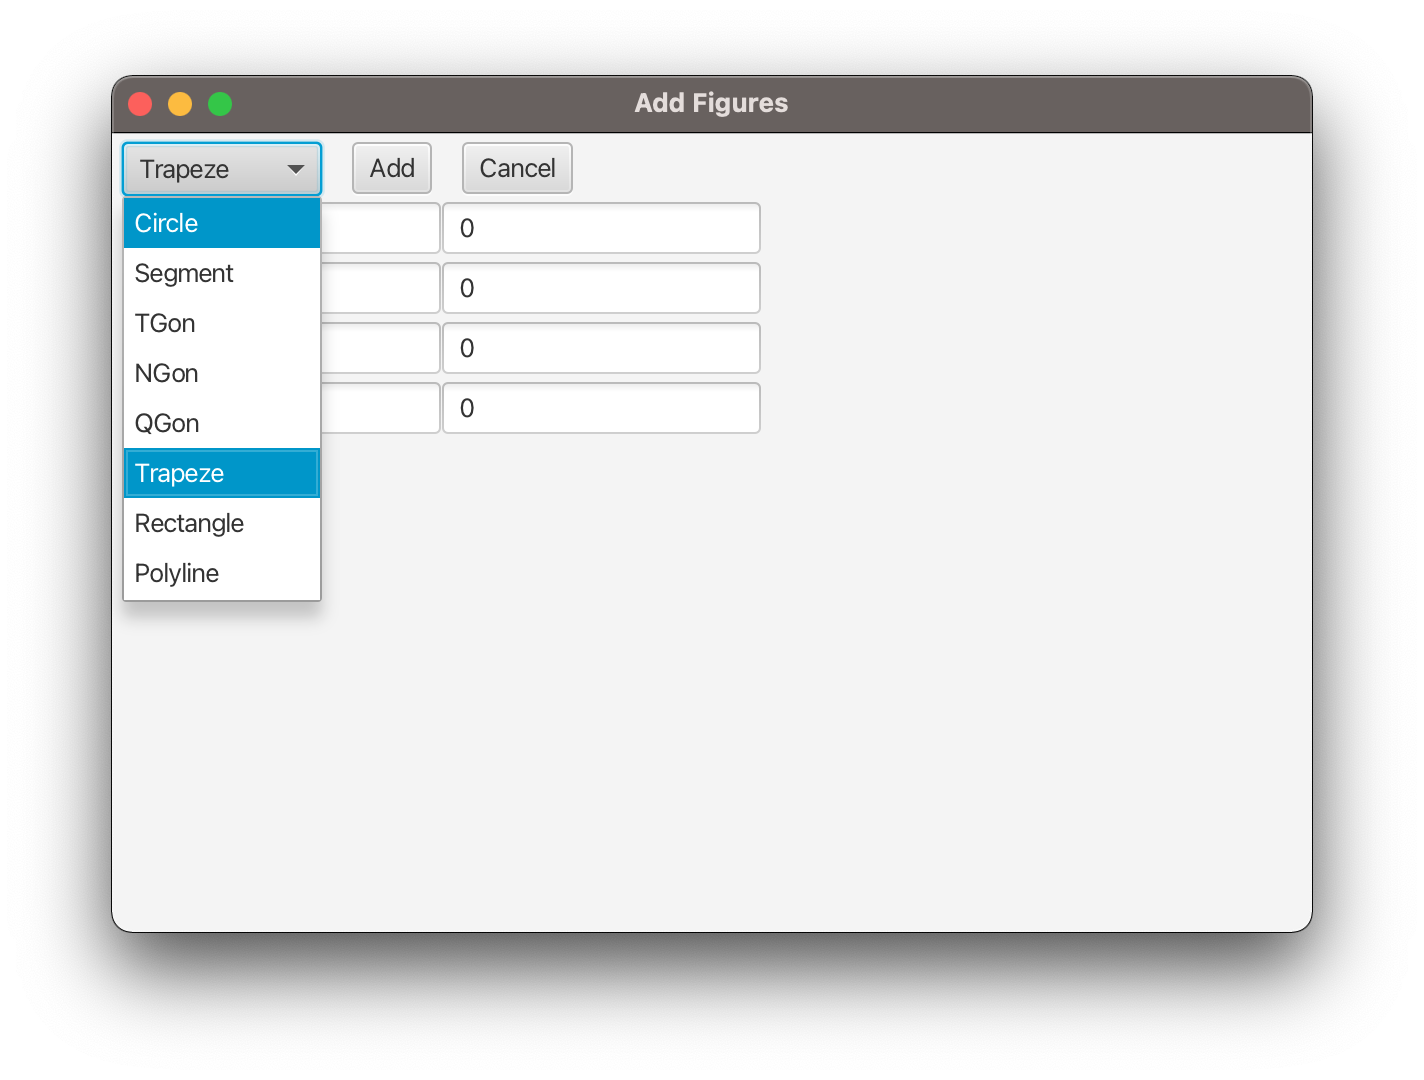 Add Figures
Trapeze Add Cancel
Circle 0
Segment 0
TGon 0
NGon 0
QGon
Trapeze
Rectangle
Polyline